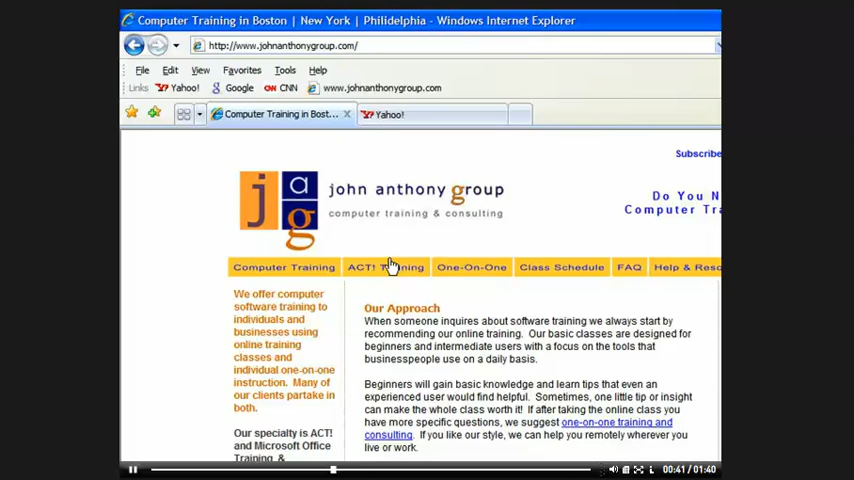 Computer Training in Boston | New York | Philidelphia - Windows Internet Explorer
http://www.johnanthonygroup.com/
File Edit View Favorites Tools Help
Links Yahoo! Google CNN www.johnanthonygroup.com
Computer Training in Bost... Yahoo!
Subscribe
jag
john anthony group
computer training & consulting
Do You N
Computer Tra
Computer Training ACT! Training One-On-One Class Schedule FAQ Help & Reso
We offer computer
software training to
individuals and
businesses using
online training
classes and
individual one-on-one
instruction. Many of
our clients partake in
both.
Our specialty is ACT!
and Microsoft Office
Training &
Our Approach
When someone inquires about software training we always start by
recommending our online training. Our basic classes are designed for
beginners and intermediate users with a focus on the tools that
businesspeople use on a daily basis.
Beginners will gain basic knowledge and learn tips that even an
experienced user would find helpful. Sometimes, one little tip or insight
can make the whole class worth it! If after taking the online class you
have more specific questions, we suggest one-on-one training and
consulting. If you like our style, we can help you remotely wherever you
live or work.
00:41/01:40